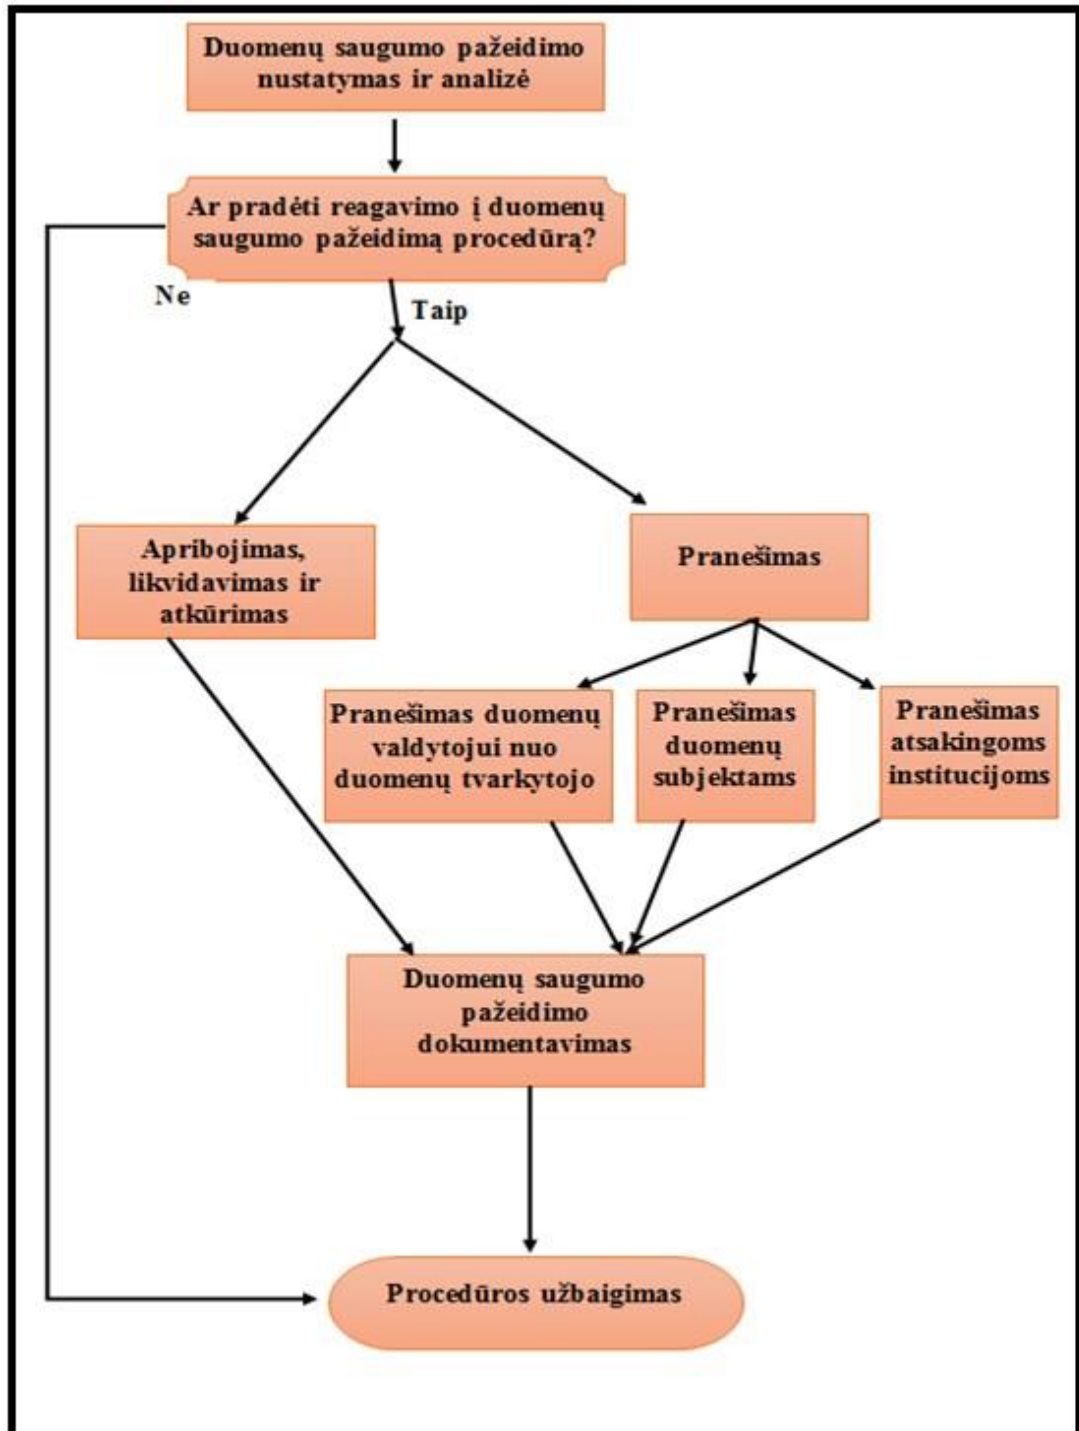 Duomenų saugumo pažeidimo
nustatymas ir analizė
Ar pradėti reagavimo į duomenų
saugumo pažeidimą procedūrą?
Ne
Taip
Apribojimas,
likvidavimas ir
atkūrimas
Pranešimas
Pranešimas duomenų
valdytojui nuo
duomenų tvarkytojo
Pranešimas
duomenų
subjektams
Pranešimas
atsakingoms
institucijoms
Duomenų saugumo
pažeidimo
dokumentavimas
Procedūros užbaigimas